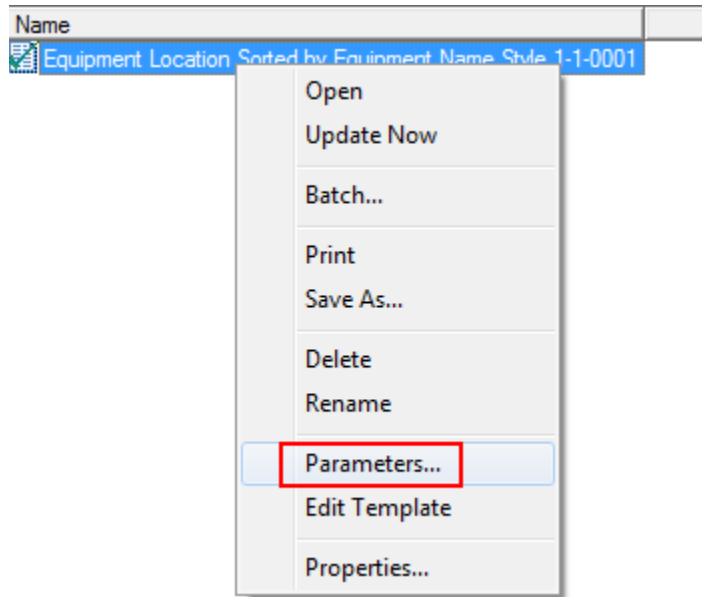 Name
Equipment Location Sorted by Equipment Name Style 1-1-0001
Open
Update Now
Batch...
Print
Save As...
Delete
Rename
Parameters...
Edit Template
Properties...